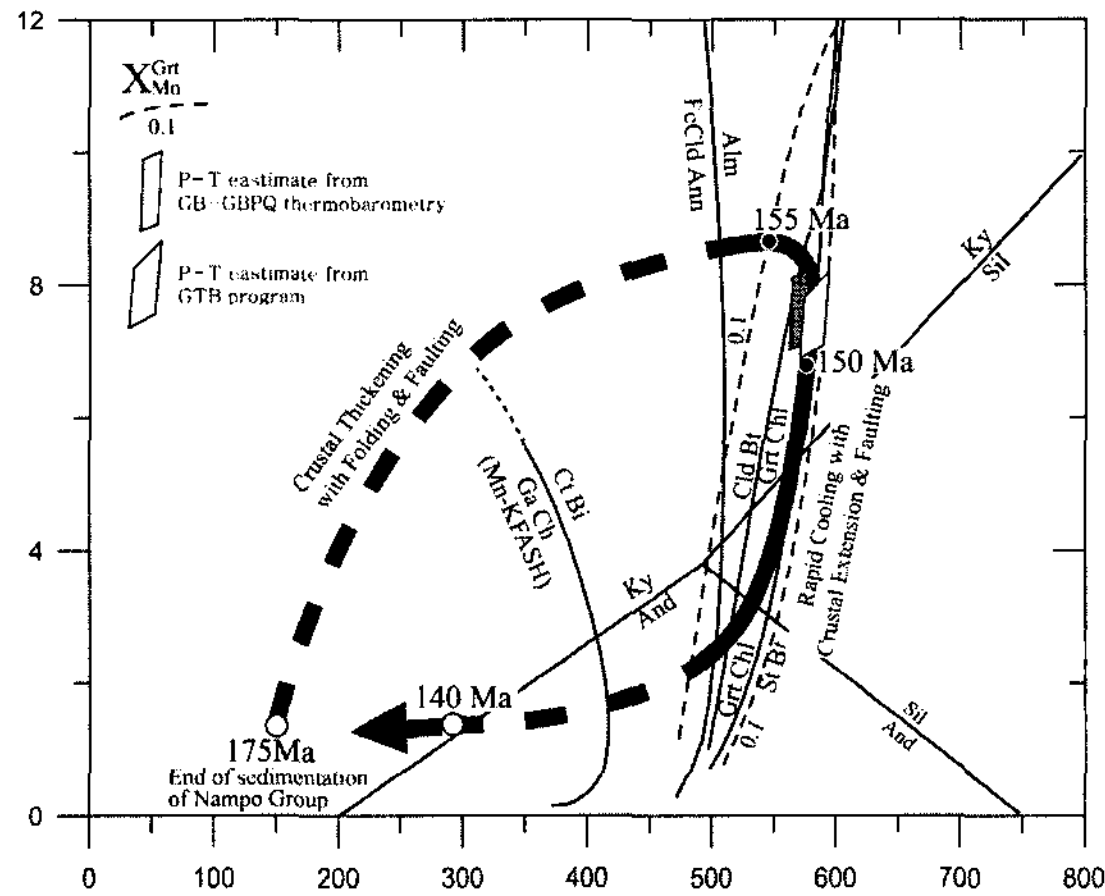 12
8
4
0
0
100
200
300
400
500
600
700
800
X Grt Mn
0.1
P-T eastimate from
GB-GBPQ thermobarometry
P-T eastimate from
GTB program
FeCld Ann
Alm
155 Ma
150 Ma
140 Ma
175Ma
End of sedimentation
of Nampo Group
Crustal Thickening
with Folding & Faulting
Ct Bi
Ga Ch
(Mn-KFASH)
0.1
Cld Bt
Grt Chl
Ky
Sil
Ky
And
Rapid Cooling with
Crustal Extension & Faulting
Grt Chl
St Bt
0.1
Sil
And